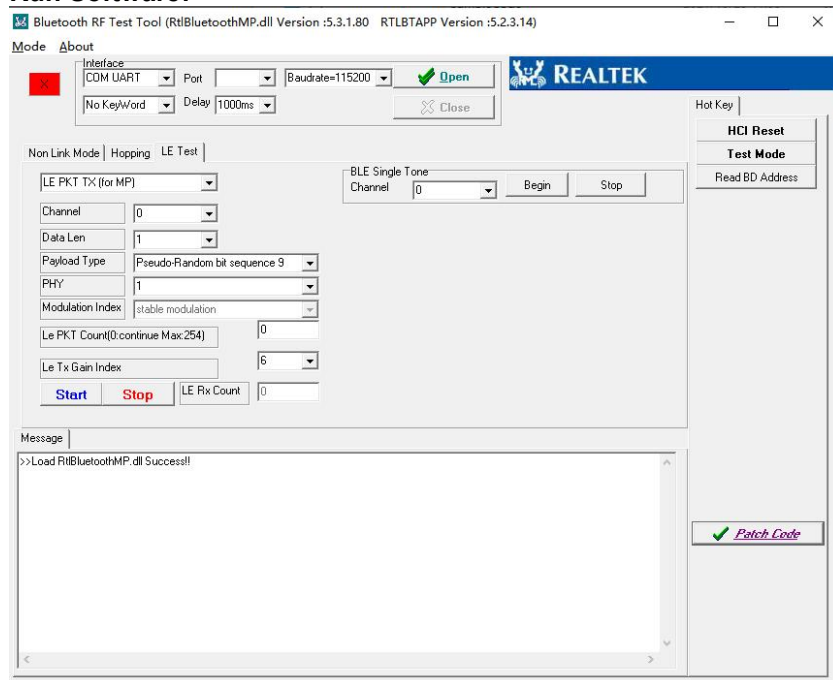 Run Software:
Bluetooth RF Test Tool (RtlBluetoothMP.dll Version :5.3.1.80 RTLBTAPP Version :5.2.3.14)
Mode About
Interface
COM UART Port Baudrate=115200 Open
REALTEK
No KeyWord Delay 1000ms Close
Hot Key
HCI Reset
Test Mode
Read BD Address
Non Link Mode Hopping LE Test
LE PKT TX (for MP)
BLE Single Tone
Channel 0 Begin Stop
Channel 0
Data Len 1
Payload Type Pseudo-Random bit sequence 9
PHY 1
Modulation Index stable modulation
Le PKT Count(0:continue Max:254) 0
Le Tx Gain Index 6
Start Stop LE Rx Count 0
Message
>>Load RtlBluetoothMP.dll Success!!
Patch Code